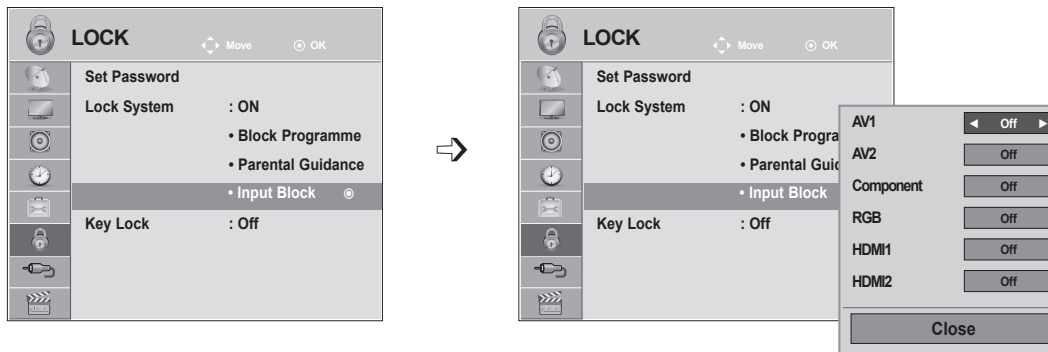 LOCK Move OK
Set Password
Lock System : ON
• Block Programme
• Parental Guidance
• Input Block
Key Lock : Off
LOCK Move OK
Set Password
Lock System : ON
• Block Progra
• Parental Guid
• Input Block
Key Lock : Off
AV1 ◄ Off ►
AV2 Off
Component Off
RGB Off
HDMI1 Off
HDMI2 Off
Close